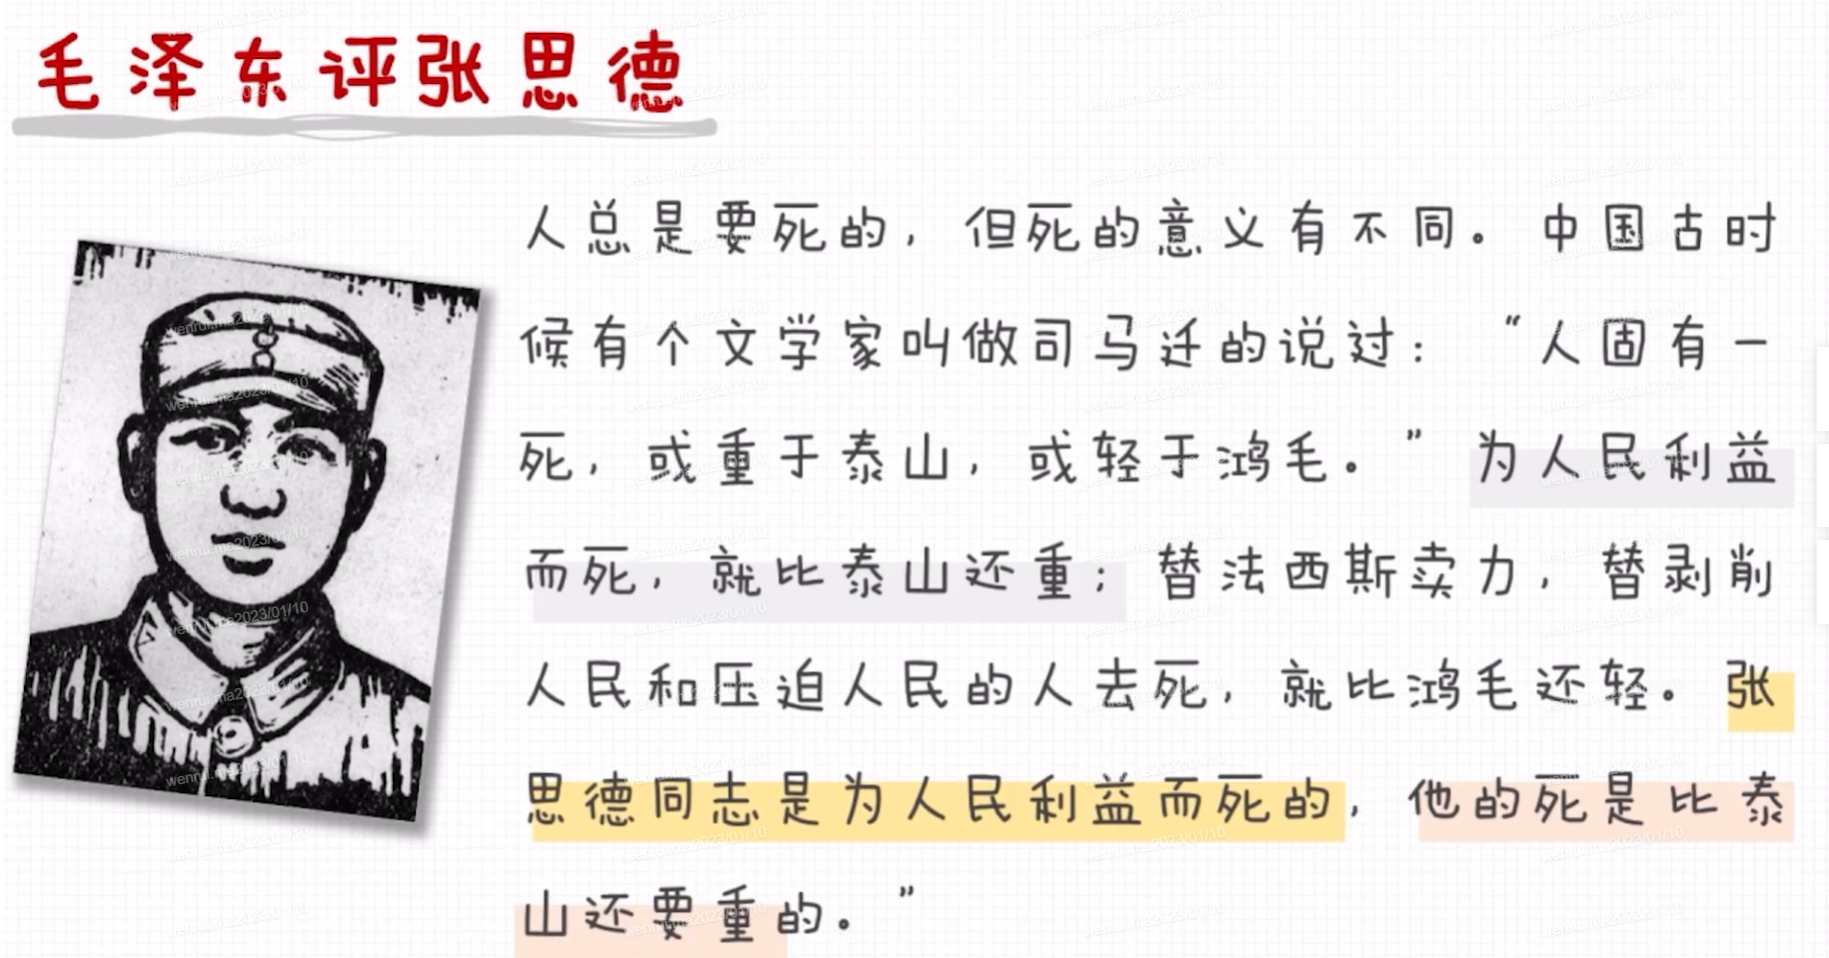 毛泽东评张思德
人总是要死的，但死的意义有不同。中国古时
候有个文学家叫做司马迁的说过：“人固有一
死，或重于泰山，或轻于鸿毛。”为人民利益
而死，就比泰山还重；替法西斯卖力，替剥削
人民和压迫人民的人去死，就比鸿毛还轻。张
思德同志是为人民利益而死的，他的死是比泰
山还要重的。”
wenrui.ma2023/01/10